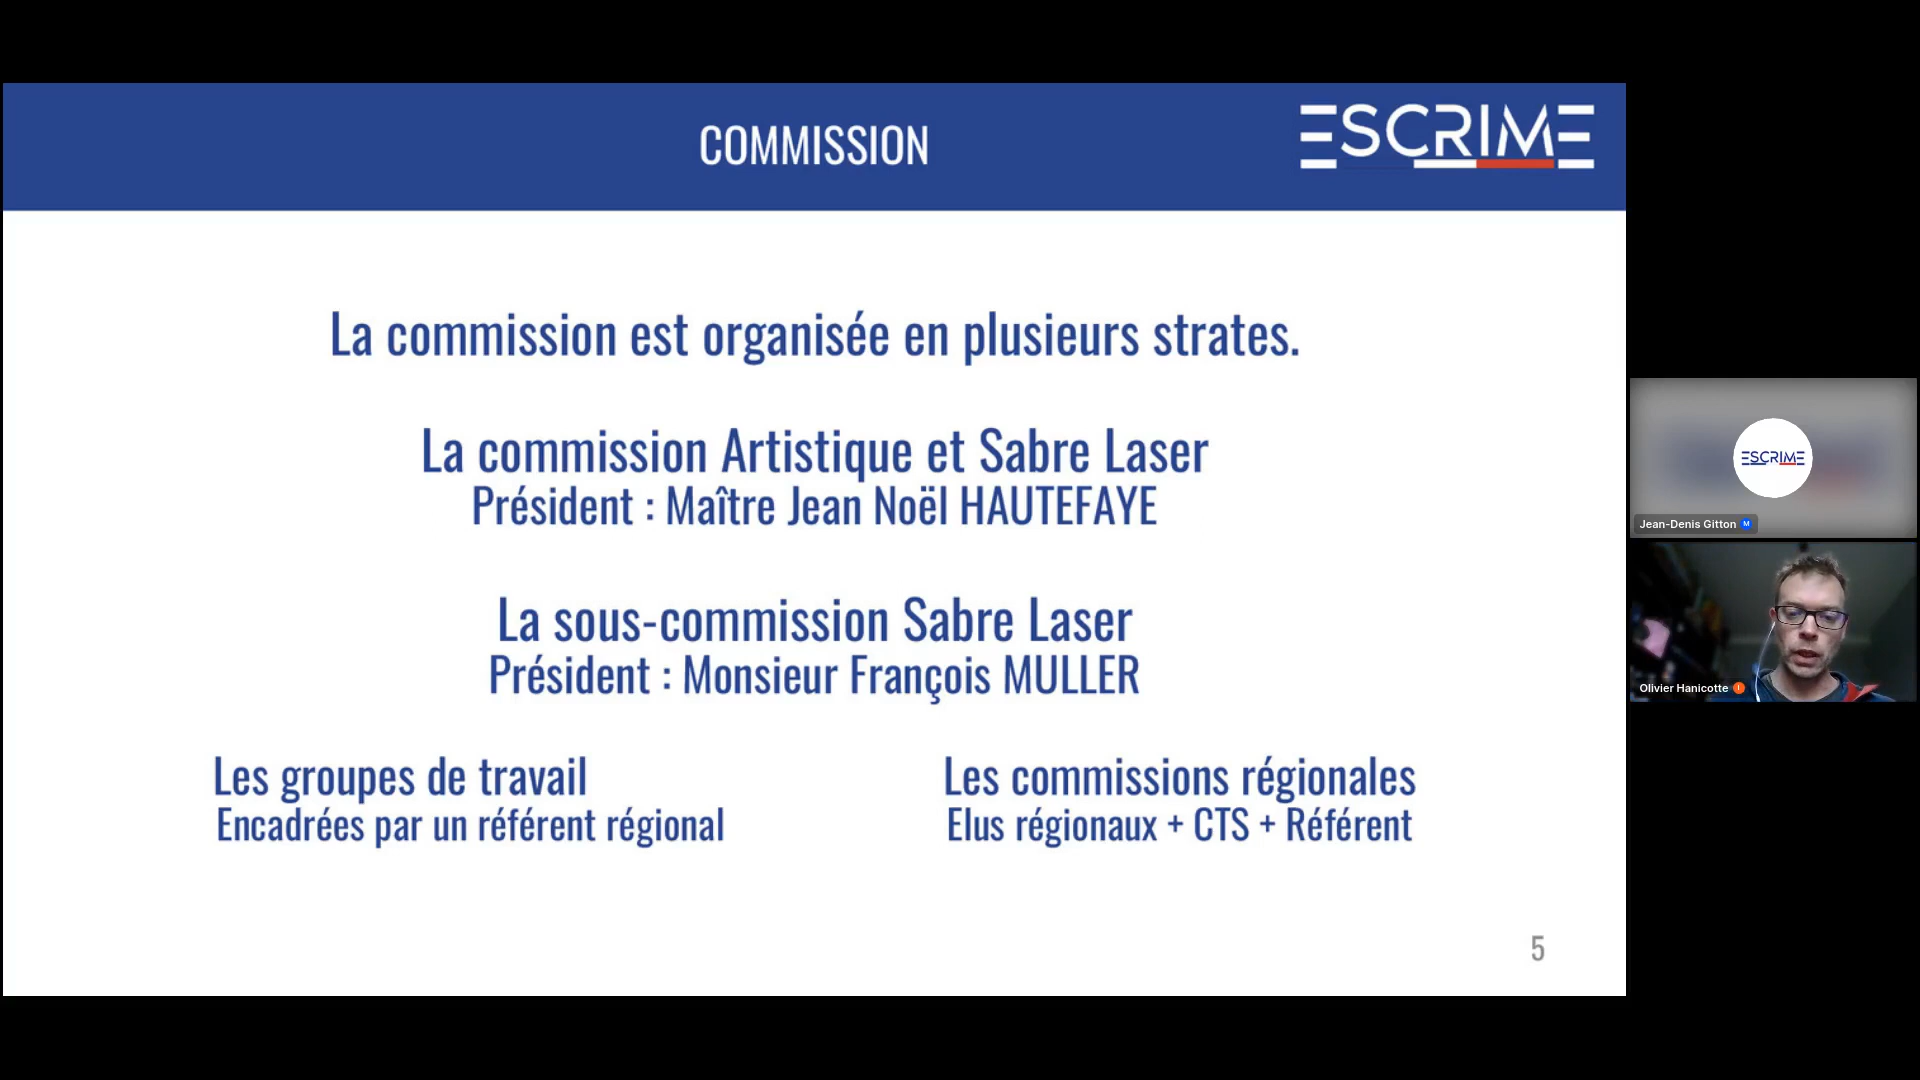 COMMISSION
ESCRIME
La commission est organisée en plusieurs strates.
La commission Artistique et Sabre Laser
Président : Maître Jean Noël HAUTEFAYE
La sous-commission Sabre Laser
Président : Monsieur François MULLER
Les groupes de travail
Encadrées par un référent régional
Les commissions régionales
Elus régionaux + CTS + Référent
5
ESCRIME
Jean-Denis Gitton M
Olivier Hanicotte I